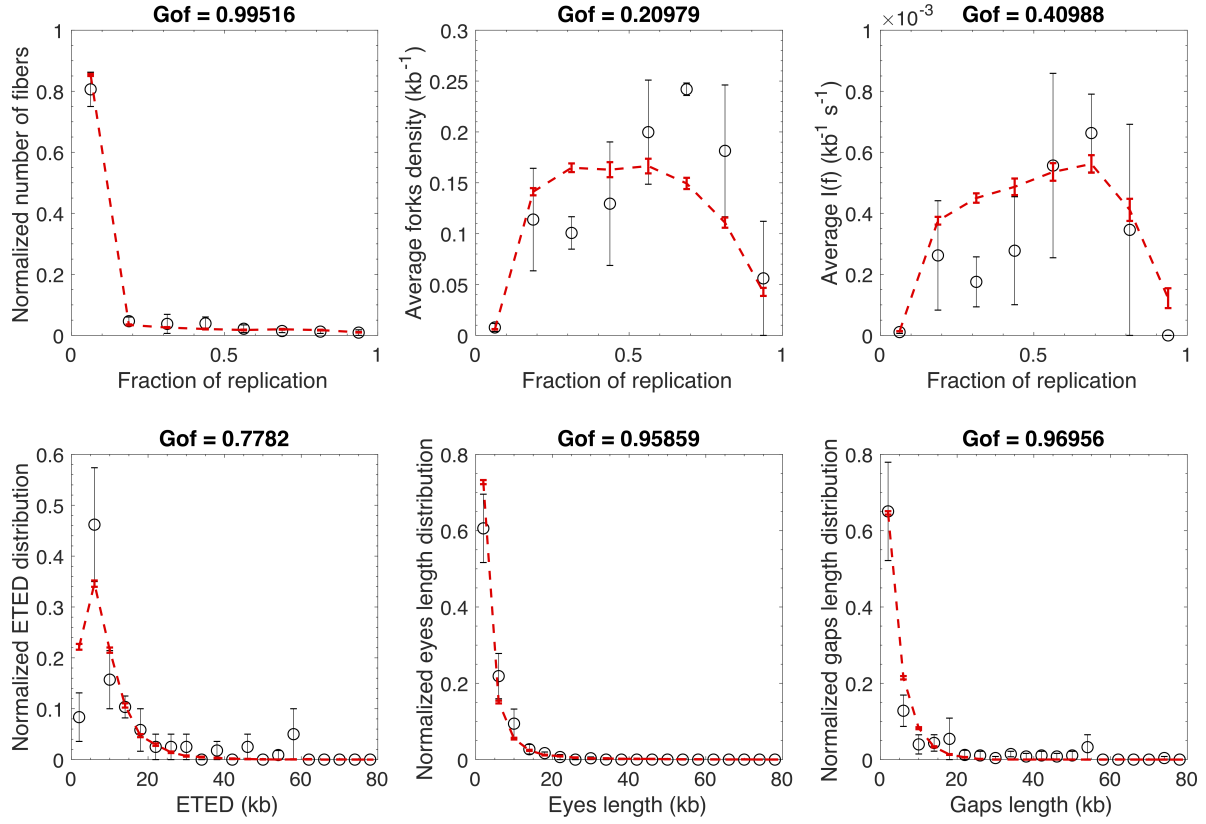 Gof = 0.99516
Normalized number of fibers
1
0.8
0.6
0.4
0.2
0
0 0.5 1
Fraction of replication
Gof = 0.20979
Average forks density (kb⁻¹)
0.3
0.25
0.2
0.15
0.1
0.05
0
0 0.5 1
Fraction of replication
Gof = 0.40988
×10⁻³
Average I(f) (kb⁻¹ s⁻¹)
1
0.8
0.6
0.4
0.2
0
0 0.5 1
Fraction of replication
Gof = 0.7782
Normalized ETED distribution
0.6
0.5
0.4
0.3
0.2
0.1
0
0 20 40 60 80
ETED (kb)
Gof = 0.95859
Normalized eyes length distribution
0.8
0.6
0.4
0.2
0
0 20 40 60 80
Eyes length (kb)
Gof = 0.96956
Normalized gaps length distribution
0.8
0.6
0.4
0.2
0
0 20 40 60 80
Gaps length (kb)